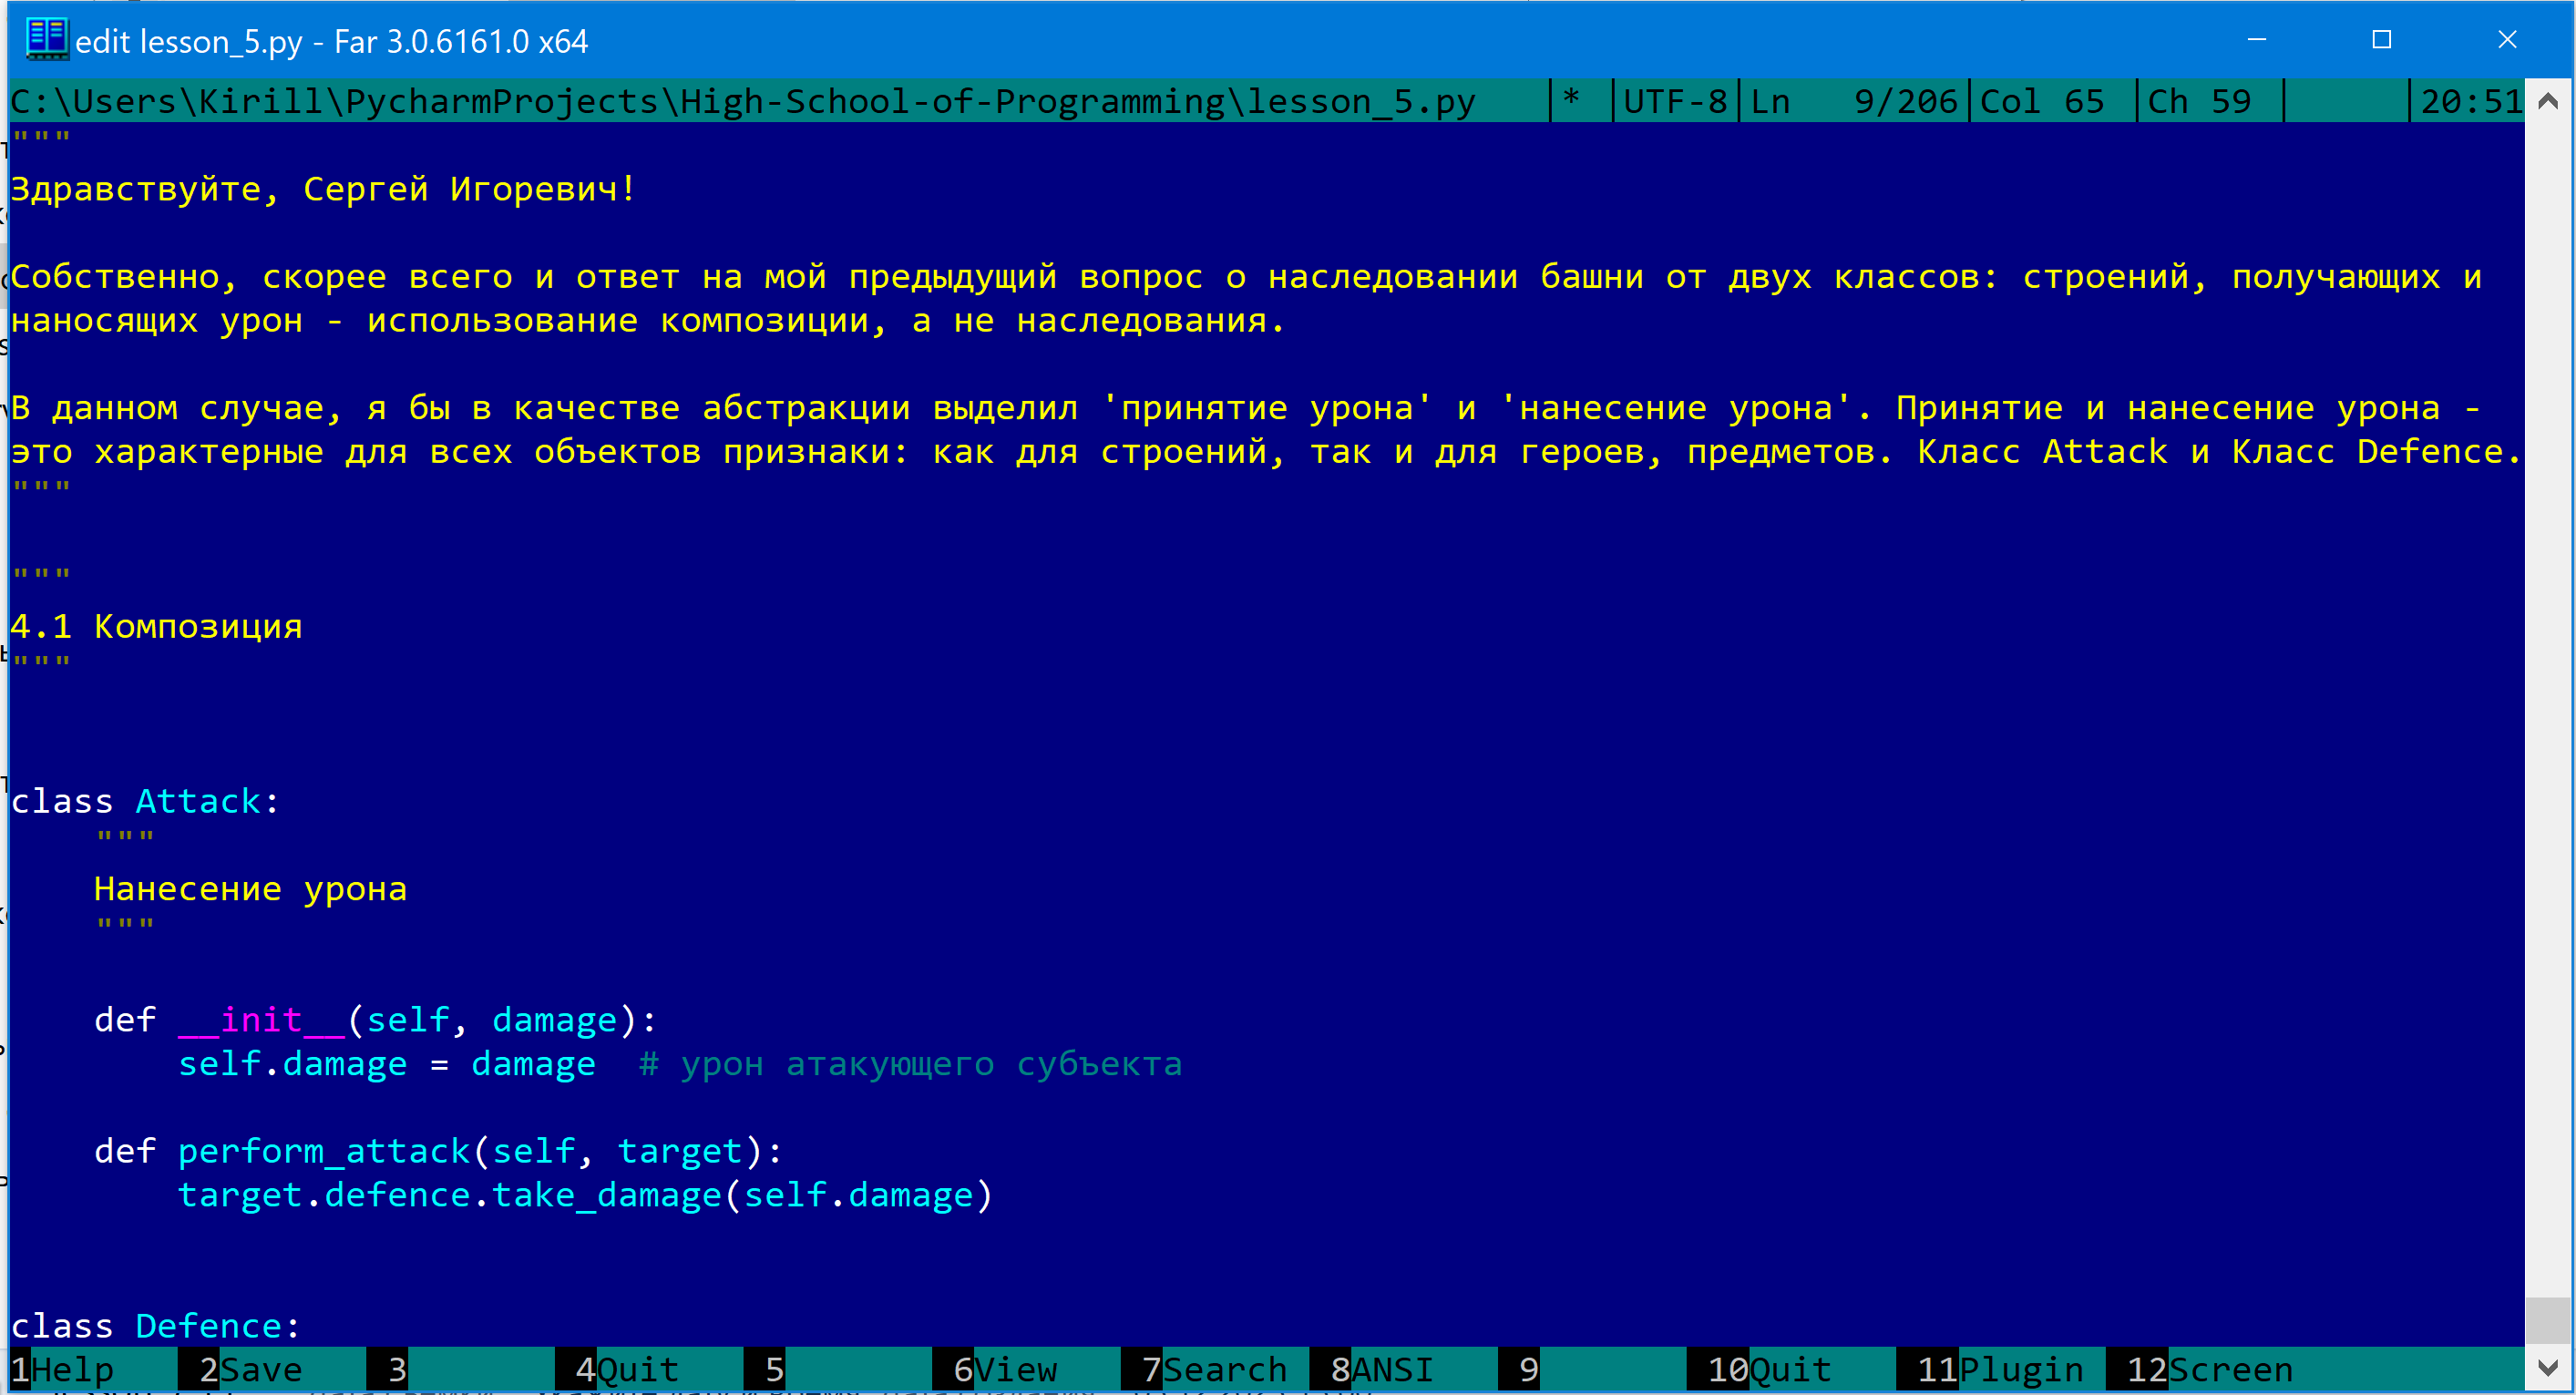 edit lesson_5.py - Far 3.0.6161.0 x64
C:\Users\Kirill\PycharmProjects\High-School-of-Programming\lesson_5.py |* |UTF-8|Ln 9/206|Col 65 |Ch 59 | |20:51
"""
Здравствуйте, Сергей Игоревич!
Собственно, скорее всего и ответ на мой предыдущий вопрос о наследовании башни от двух классов: строений, получающих и
наносящих урон - использование композиции, а не наследования.
В данном случае, я бы в качестве абстракции выделил 'принятие урона' и 'нанесение урона'. Принятие и нанесение урона -
это характерные для всех объектов признаки: как для строений, так и для героев, предметов. Класс Attack и Класс Defence.
"""
"""
4.1 Композиция
"""
class Attack:
    """
    Нанесение урона
    """
    def __init__(self, damage):
        self.damage = damage  # урон атакующего субъекта
    def perform_attack(self, target):
        target.defence.take_damage(self.damage)
class Defence:
1Help 2Save 3 4Quit 5 6View 7Search 8ANSI 9 10Quit 11Plugin 12Screen